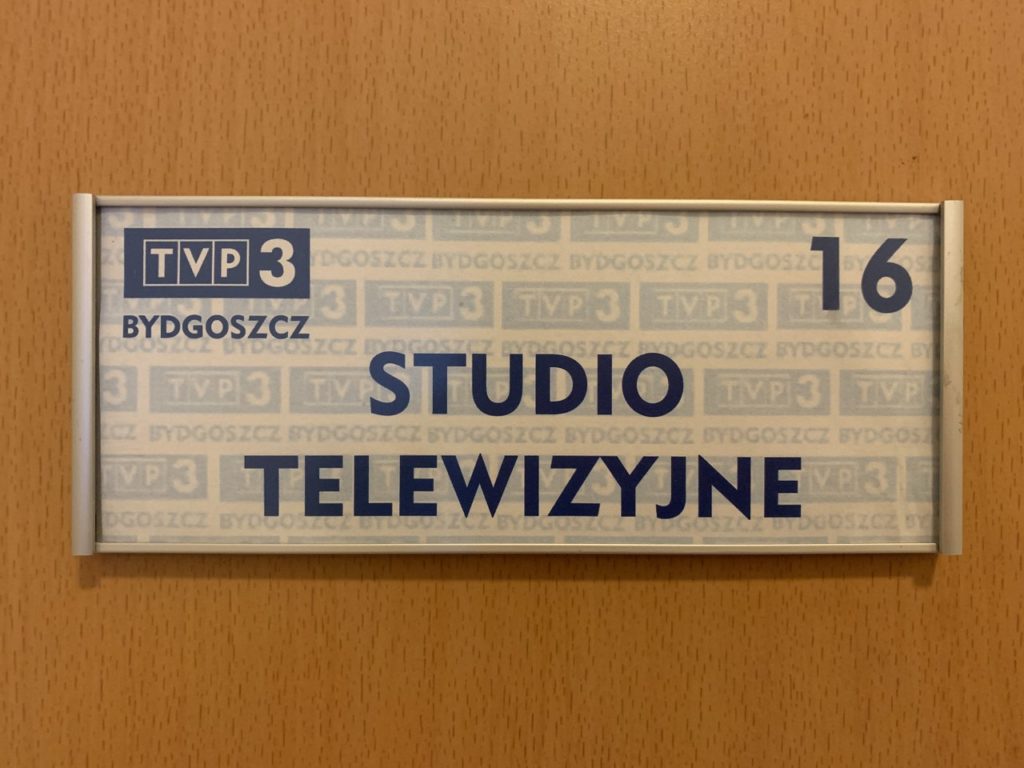 TVP3
BYDGOSZCZ
16
STUDIO
TELEWIZYJNE